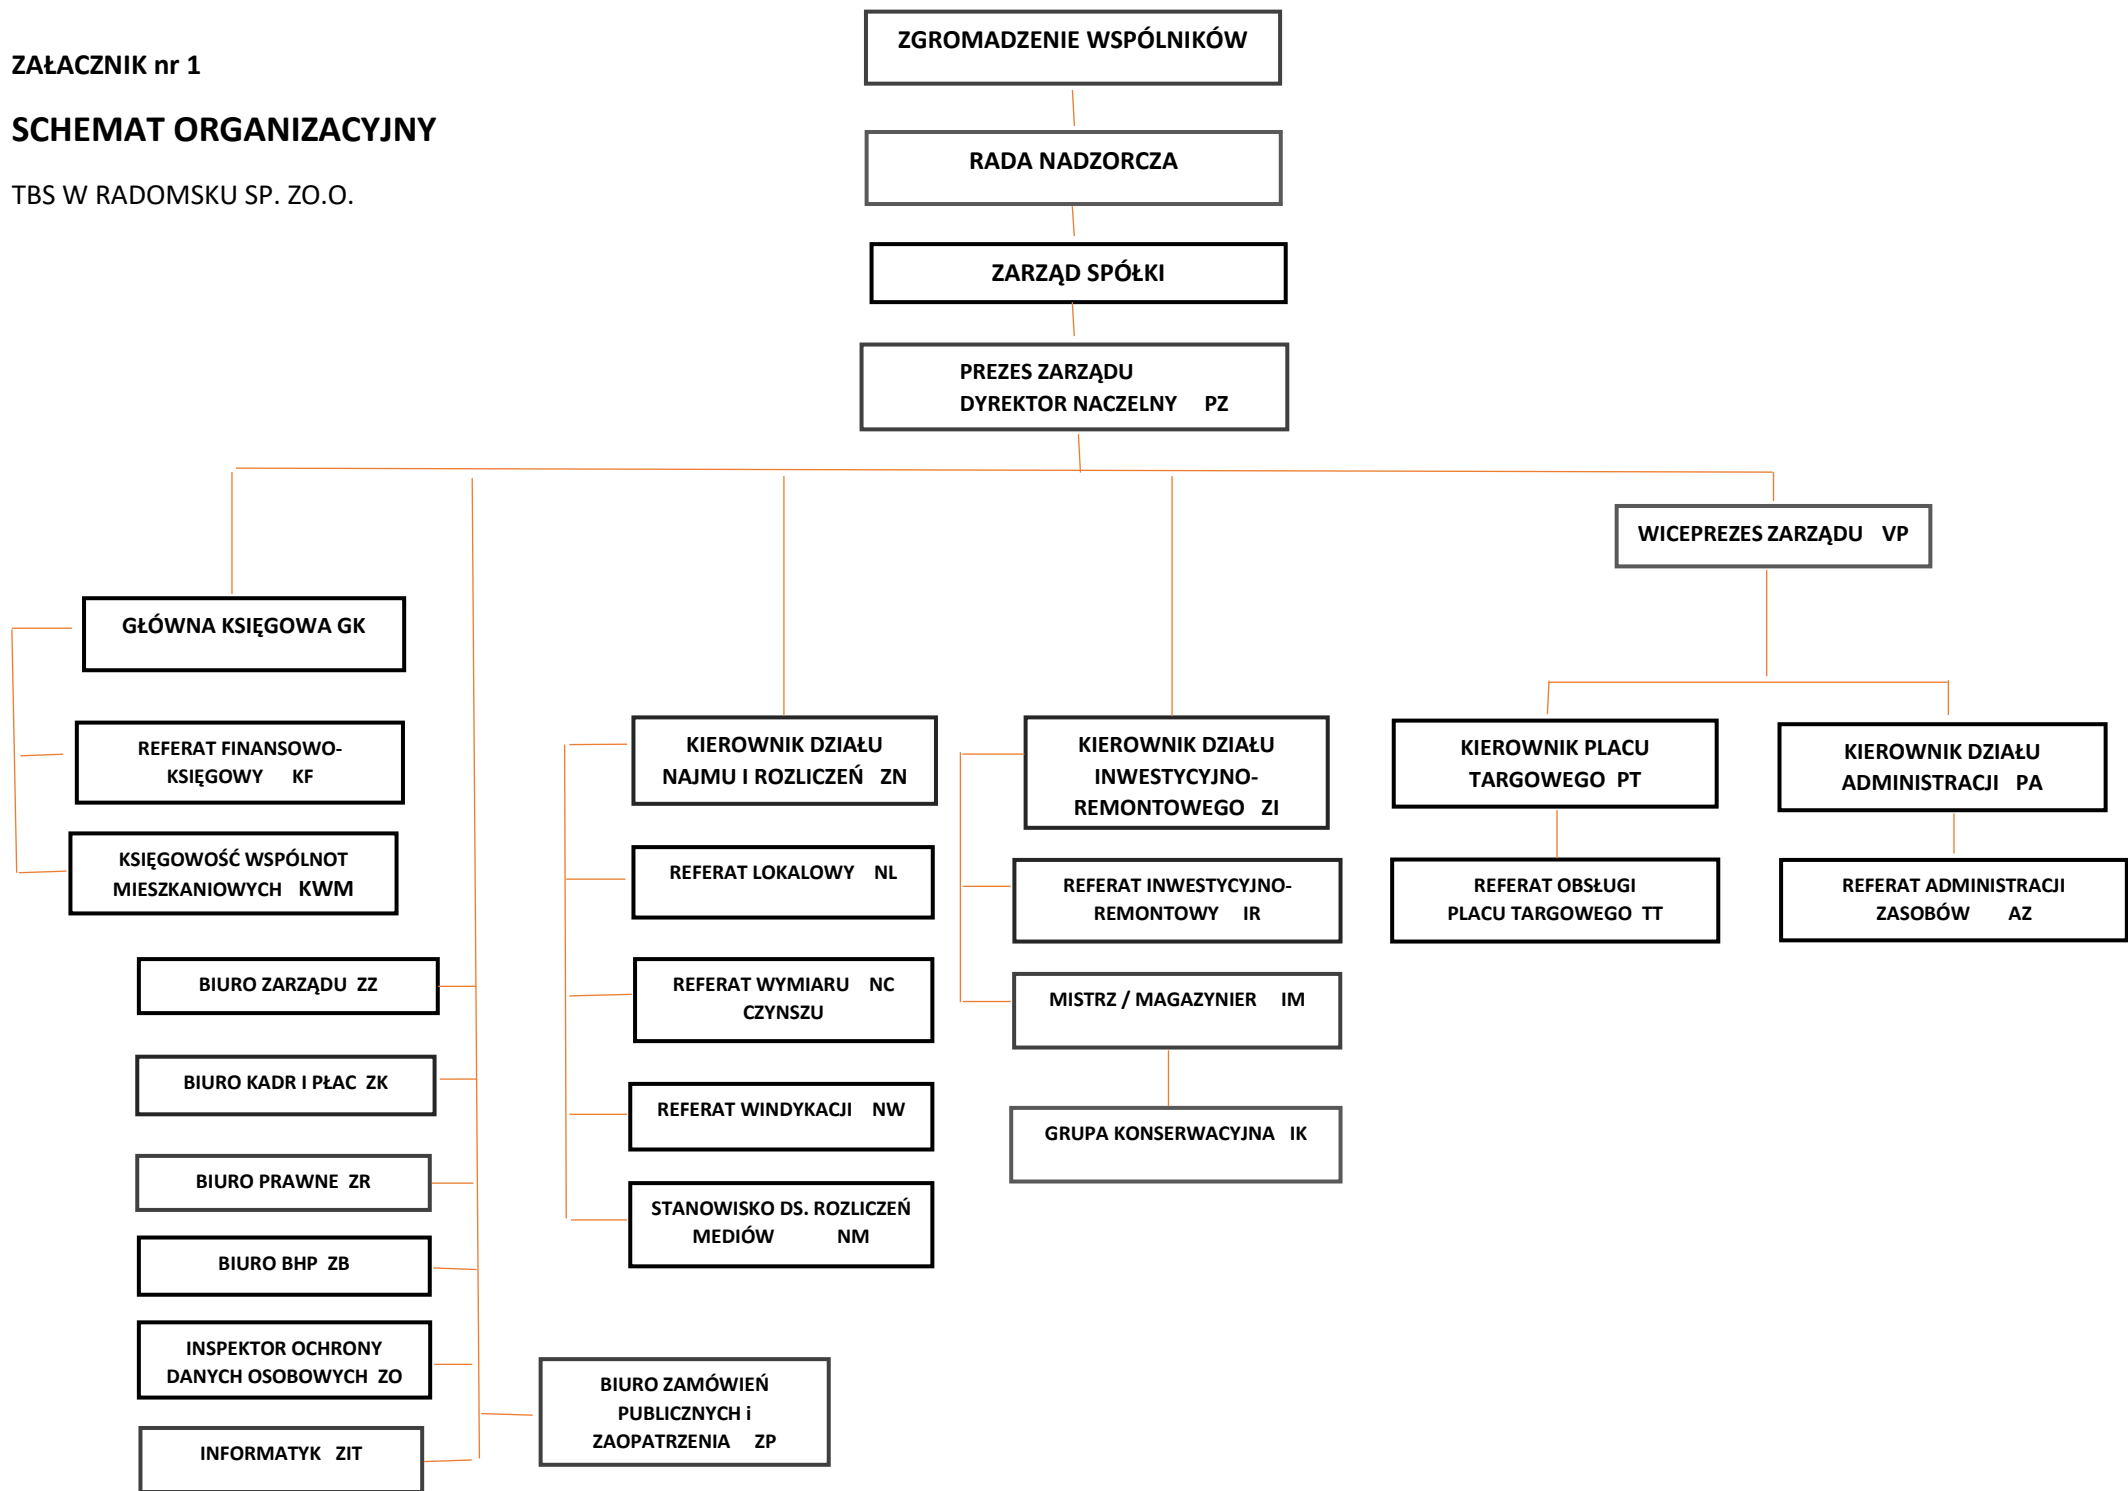 ZAŁACZNIK nr 1
SCHEMAT ORGANIZACYJNY
TBS W RADOMSKU SP. ZO.O.
ZGROMADZENIE WSPÓLNIKÓW
RADA NADZORCZA
ZARZĄD SPÓŁKI
PREZES ZARZĄDU
DYREKTOR NACZELNY PZ
WICEPREZES ZARZĄDU VP
GŁÓWNA KSIĘGOWA GK
REFERAT FINANSOWO-
KSIĘGOWY KF
KSIĘGOWOŚĆ WSPÓLNOT
MIESZKANIOWYCH KWM
BIURO ZARZĄDU ZZ
BIURO KADR I PŁAC ZK
BIURO PRAWNE ZR
BIURO BHP ZB
INSPEKTOR OCHRONY
DANYCH OSOBOWYCH ZO
INFORMATYK ZIT
BIURO ZAMÓWIEŃ
PUBLICZNYCH i
ZAOPATRZENIA ZP
KIEROWNIK DZIAŁU
NAJMU I ROZLICZEŃ ZN
REFERAT LOKALOWY NL
REFERAT WYMIARU NC
CZYNSZU
REFERAT WINDYKACJI NW
STANOWISKO DS. ROZLICZEŃ
MEDIÓW NM
KIEROWNIK DZIAŁU
INWESTYCYJNO-
REMONTOWEGO ZI
REFERAT INWESTYCYJNO-
REMONTOWY IR
MISTRZ / MAGAZYNIER IM
GRUPA KONSERWACYJNA IK
KIEROWNIK PLACU
TARGOWEGO PT
REFERAT OBSŁUGI
PLACU TARGOWEGO TT
KIEROWNIK DZIAŁU
ADMINISTRACJI PA
REFERAT ADMINISTRACJI
ZASOBÓW AZ